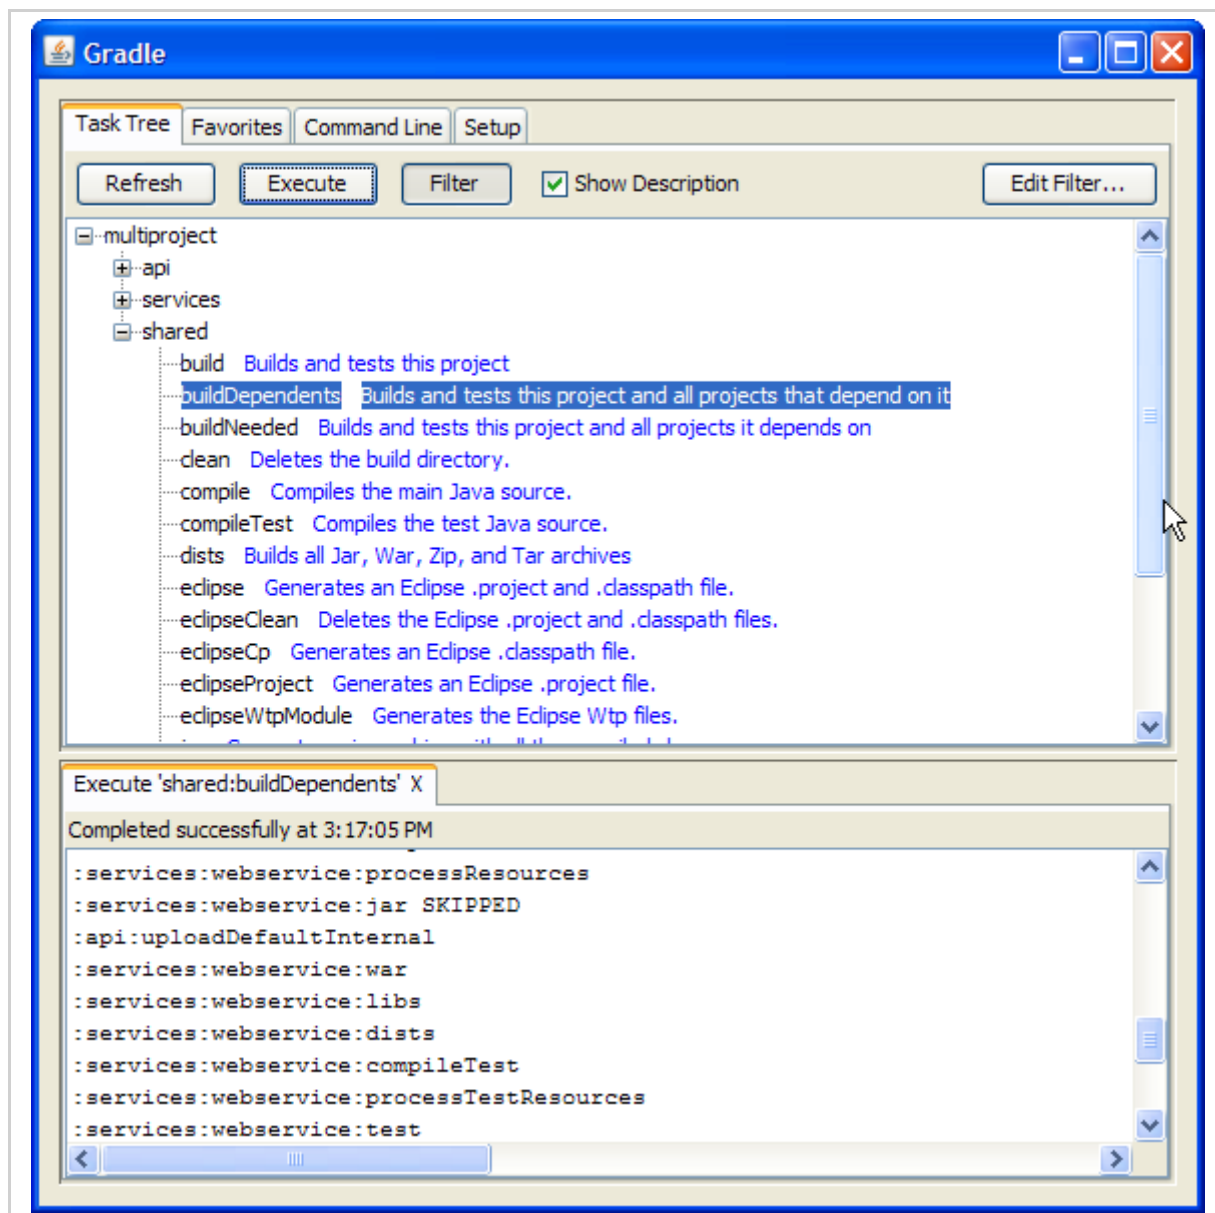 Gradle
Task Tree Favorites Command Line Setup
Refresh Execute Filter Show Description Edit Filter...
multiproject
api
services
shared
build Builds and tests this project
buildDependents Builds and tests this project and all projects that depend on it
buildNeeded Builds and tests this project and all projects it depends on
clean Deletes the build directory.
compile Compiles the main Java source.
compileTest Compiles the test Java source.
dists Builds all Jar, War, Zip, and Tar archives
eclipse Generates an Eclipse .project and .classpath file.
eclipseClean Deletes the Eclipse .project and .classpath files.
eclipseCp Generates an Eclipse .classpath file.
eclipseProject Generates an Eclipse .project file.
eclipseWtpModule Generates the Eclipse Wtp files.
Execute 'shared:buildDependents' X
Completed successfully at 3:17:05 PM
:services:webservice:processResources
:services:webservice:jar SKIPPED
:api:uploadDefaultInternal
:services:webservice:war
:services:webservice:libs
:services:webservice:dists
:services:webservice:compileTest
:services:webservice:processTestResources
:services:webservice:test